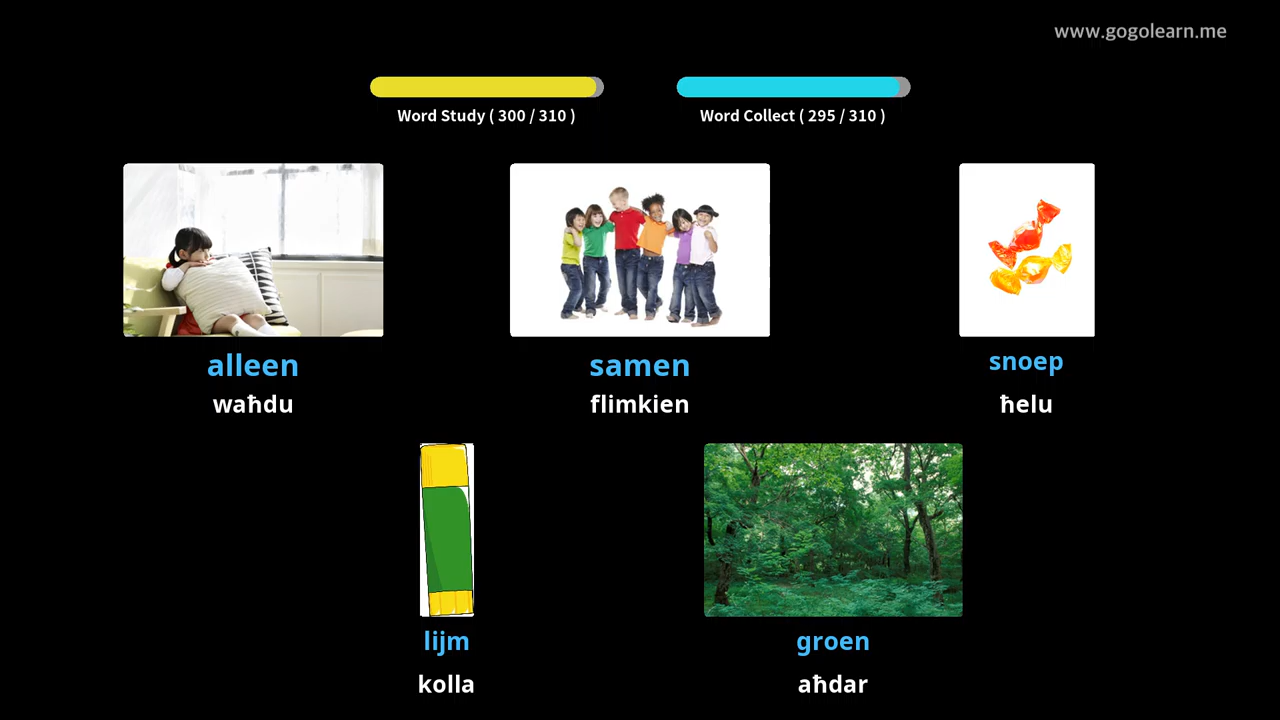 www.gogolearn.me
Word Study ( 300 / 310 )
Word Collect ( 295 / 310 )
alleen
waħdu
samen
flimkien
snoep
ħelu
lijm
kolla
groen
aħdar